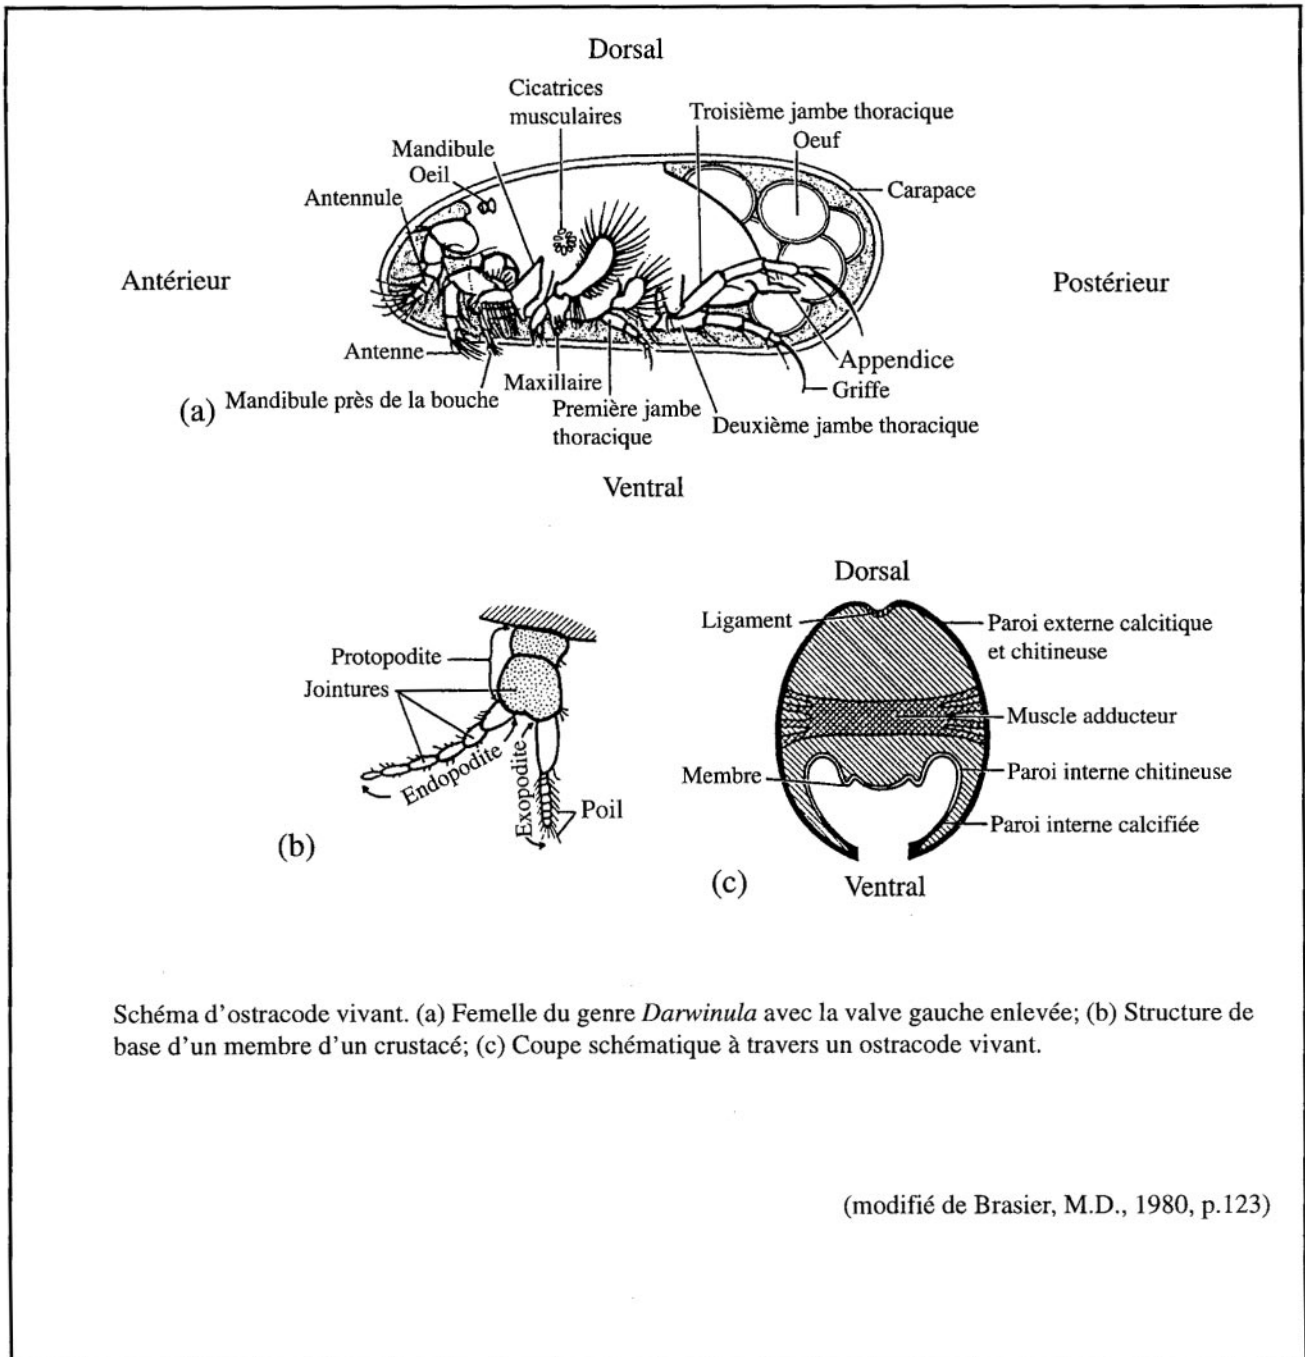 Dorsal
Cicatrices
musculaires
Troisième jambe thoracique
Oeuf
Mandibule
Oeil
Antennule
Carapace
Antérieur
Postérieur
Antenne
Appendice
Maxillaire
Griffe
(a)
Mandibule près de la bouche
Première jambe
thoracique
Deuxième jambe thoracique
Ventral
Protopodite
Jointures
Endopodite
Exopodite
Poil
(b)
Dorsal
Ligament
Paroi externe calcitique
et chitineuse
Muscle adducteur
Membre
Paroi interne chitineuse
Paroi interne calcifiée
(c)
Ventral
Schéma d'ostracode vivant. (a) Femelle du genre Darwinula avec la valve gauche enlevée; (b) Structure de
base d'un membre d'un crustacé; (c) Coupe schématique à travers un ostracode vivant.
(modifié de Brasier, M.D., 1980, p.123)